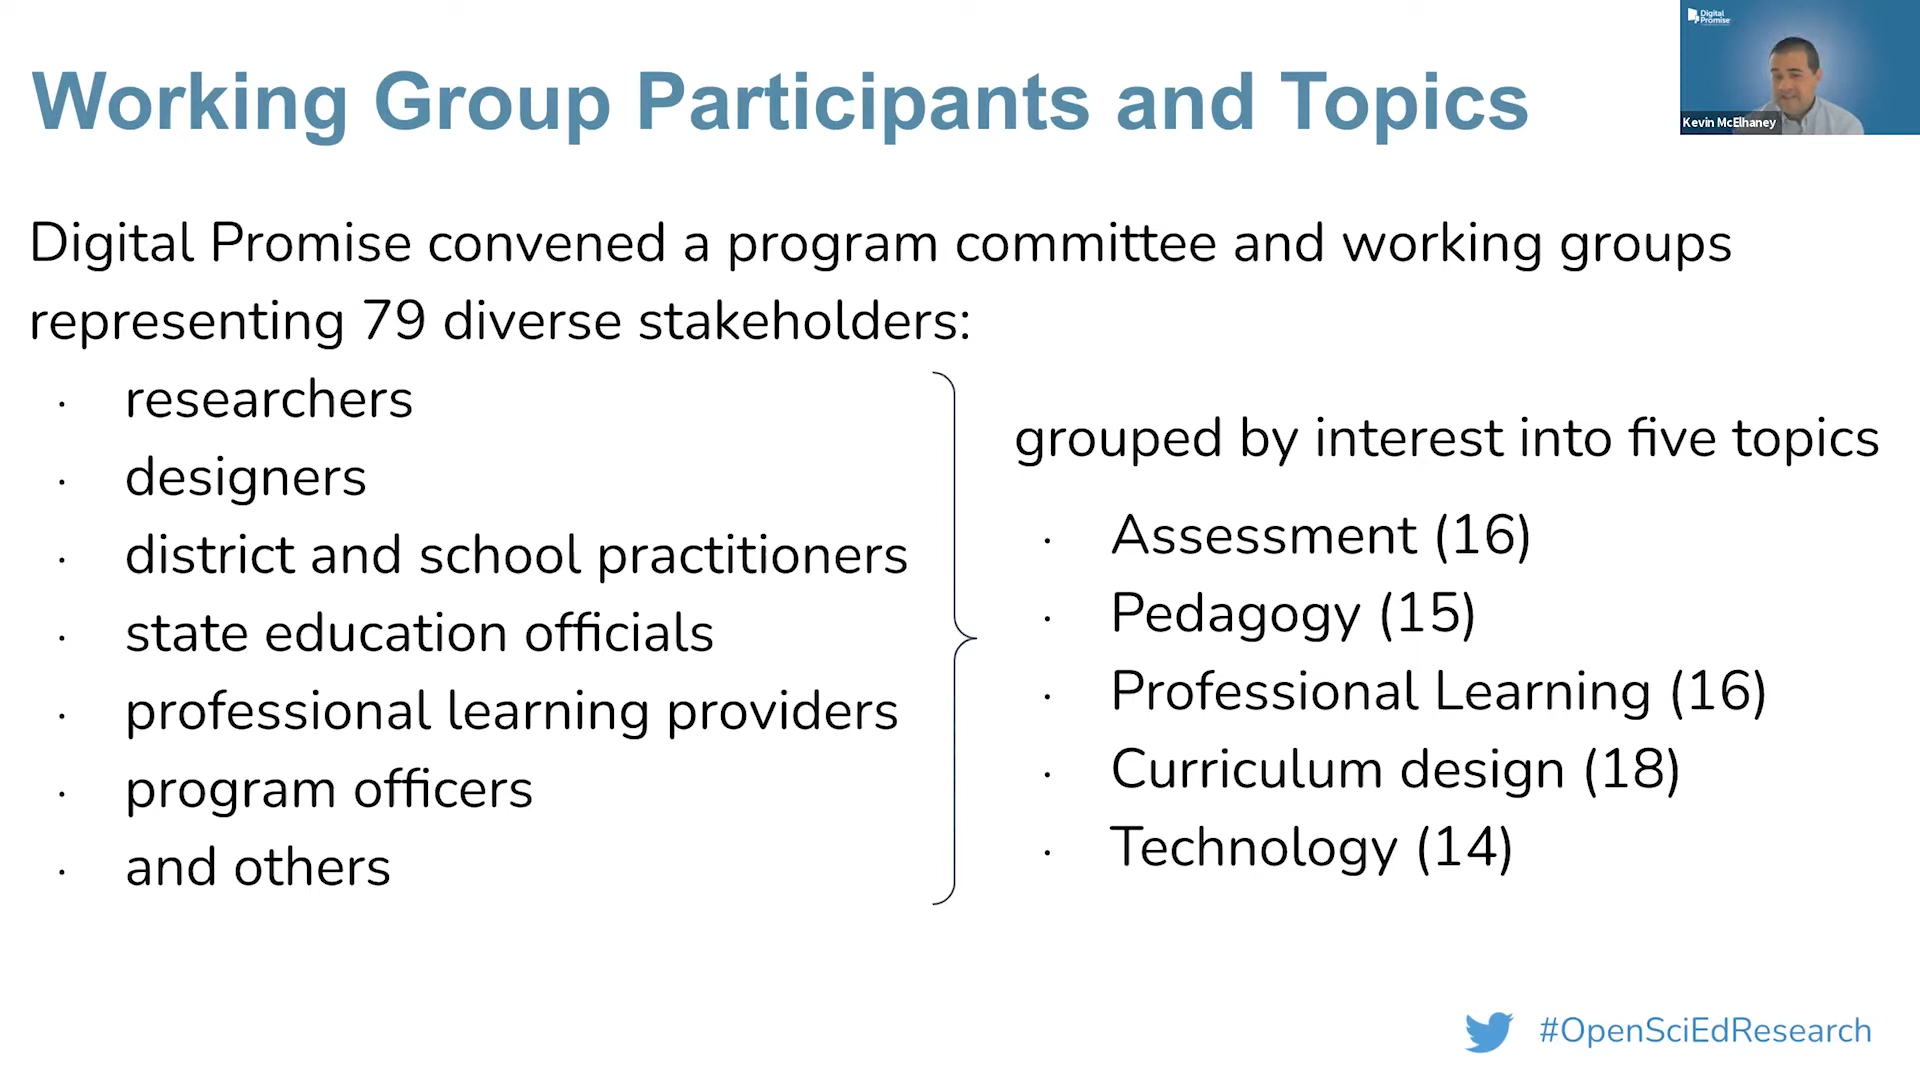 Working Group Participants and Topics
Digital Promise
Kevin McElhaney
Digital Promise convened a program committee and working groups
representing 79 diverse stakeholders:
· researchers
· designers
· district and school practitioners
· state education officials
· professional learning providers
· program officers
· and others
grouped by interest into five topics
· Assessment (16)
· Pedagogy (15)
· Professional Learning (16)
· Curriculum design (18)
· Technology (14)
#OpenSciEdResearch